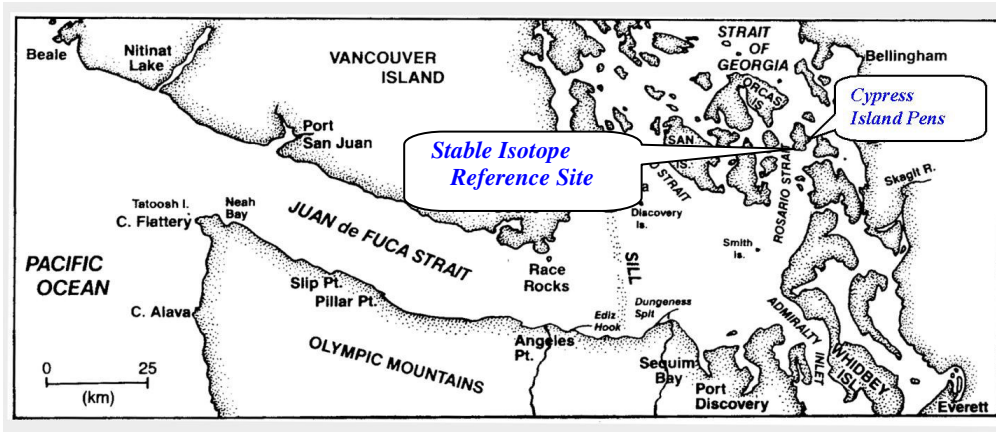 Beale
Nitinat
Lake
VANCOUVER
ISLAND
STRAIT
OF
GEORGIA
Bellingham
ORCAS
IS.
Cypress
Island Pens
Port
San Juan
Stable Isotope
Reference Site
SAN
IS.
STRAIT
ROSARIO STRAIT
Skagit R.
Tatoosh I.
C. Flattery
Neah
Bay
JUAN de FUCA STRAIT
Discovery
Is.
Smith
Is.
PACIFIC
OCEAN
Race
Rocks
SILL
Slip Pt.
Pillar Pt.
C. Alava
Ediz
Hook
Dungeness
Spit
ADMIRALTY
INLET
Angeles
Pt.
OLYMPIC MOUNTAINS
Sequim
Bay
Port
Discovery
WHIDBEY
ISL.
Everett
0 25
(km)